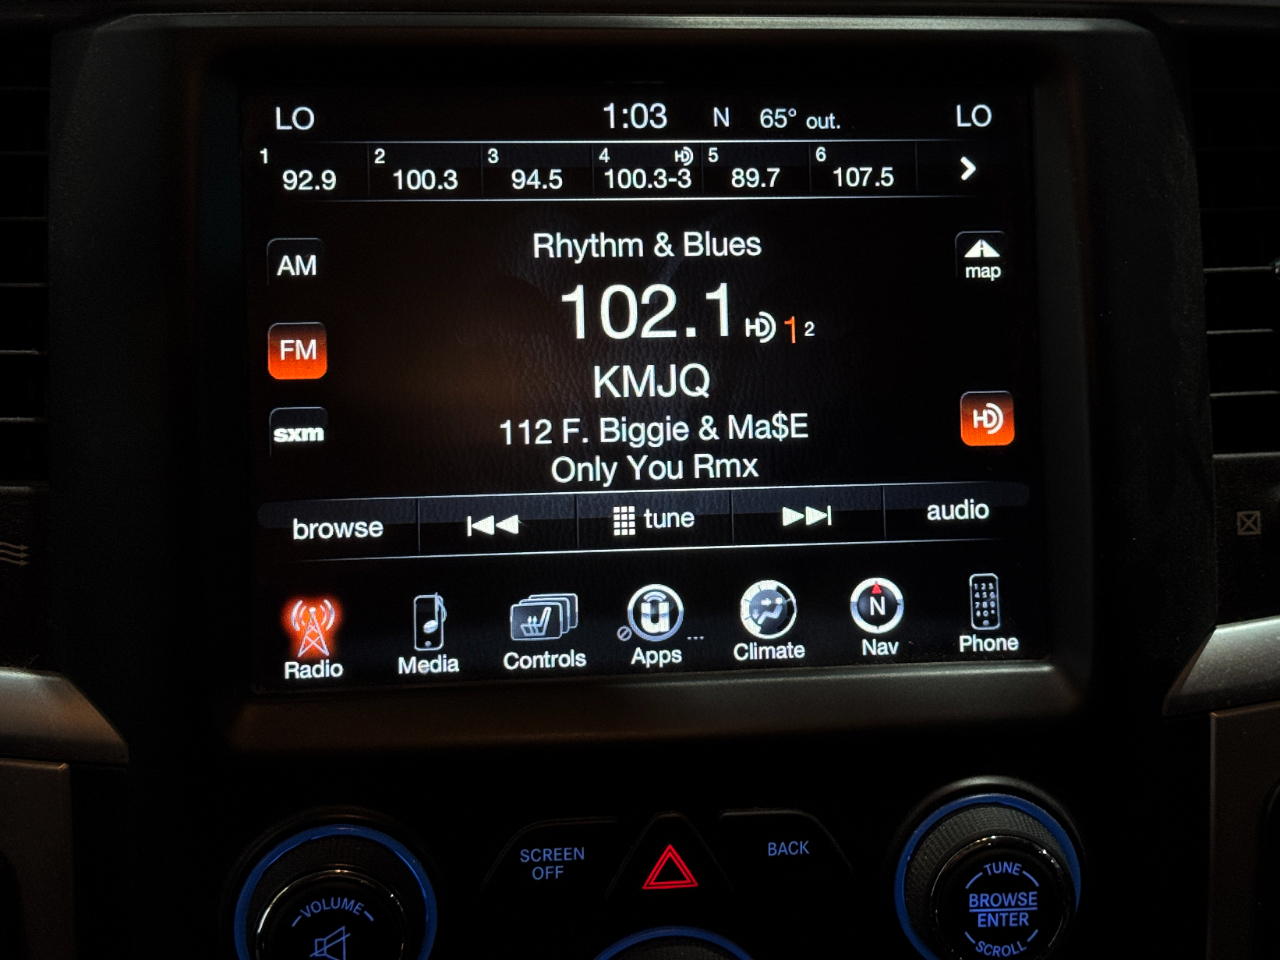 LO 1:03 N 65° out. LO
1 92.9 2 100.3 3 94.5 4 100.3-3 HD 5 89.7 6 107.5
Rhythm & Blues
AM
map
102.1 HD 1 2
FM
KMJQ
HD
112 F. Biggie & Ma$E
sxm
Only You Rmx
browse tune audio
Radio Media Controls Apps ... Climate N Nav Phone
SCREEN
OFF
BACK
VOLUME
TUNE
BROWSE
ENTER
SCROLL